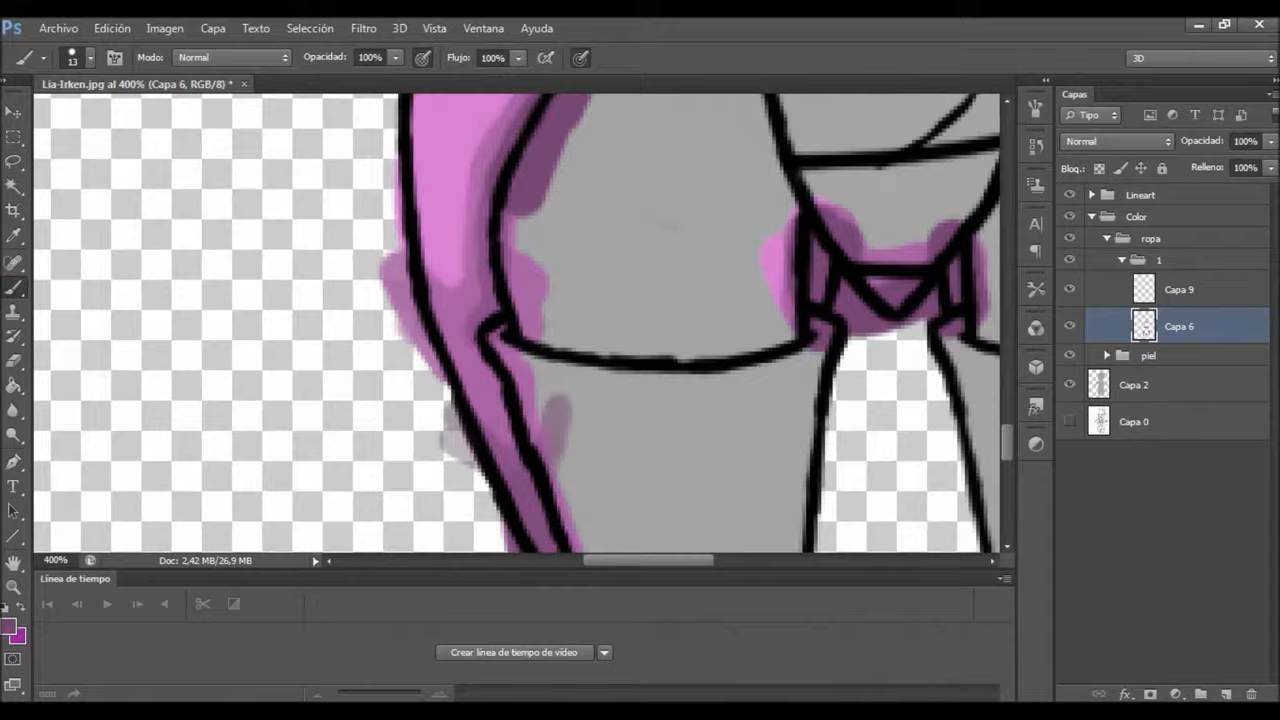 Ps Archivo Edición Imagen Capa Texto Selección Filtro 3D Vista Ventana Ayuda
13 Modo: Normal Opacidad: 100% Flujo: 100% 3D
Lia-Irken.jpg al 400% (Capa 6, RGB/8) * ×
Capas
Tipo
Normal Opacidad: 100%
Bloq.: Relleno: 100%
Lineart
Color
ropa
1
Capa 9
Capa 6
piel
Capa 2
Capa 0
400% Doc: 2,42 MB/26,9 MB
Línea de tiempo
Crear línea de tiempo de vídeo